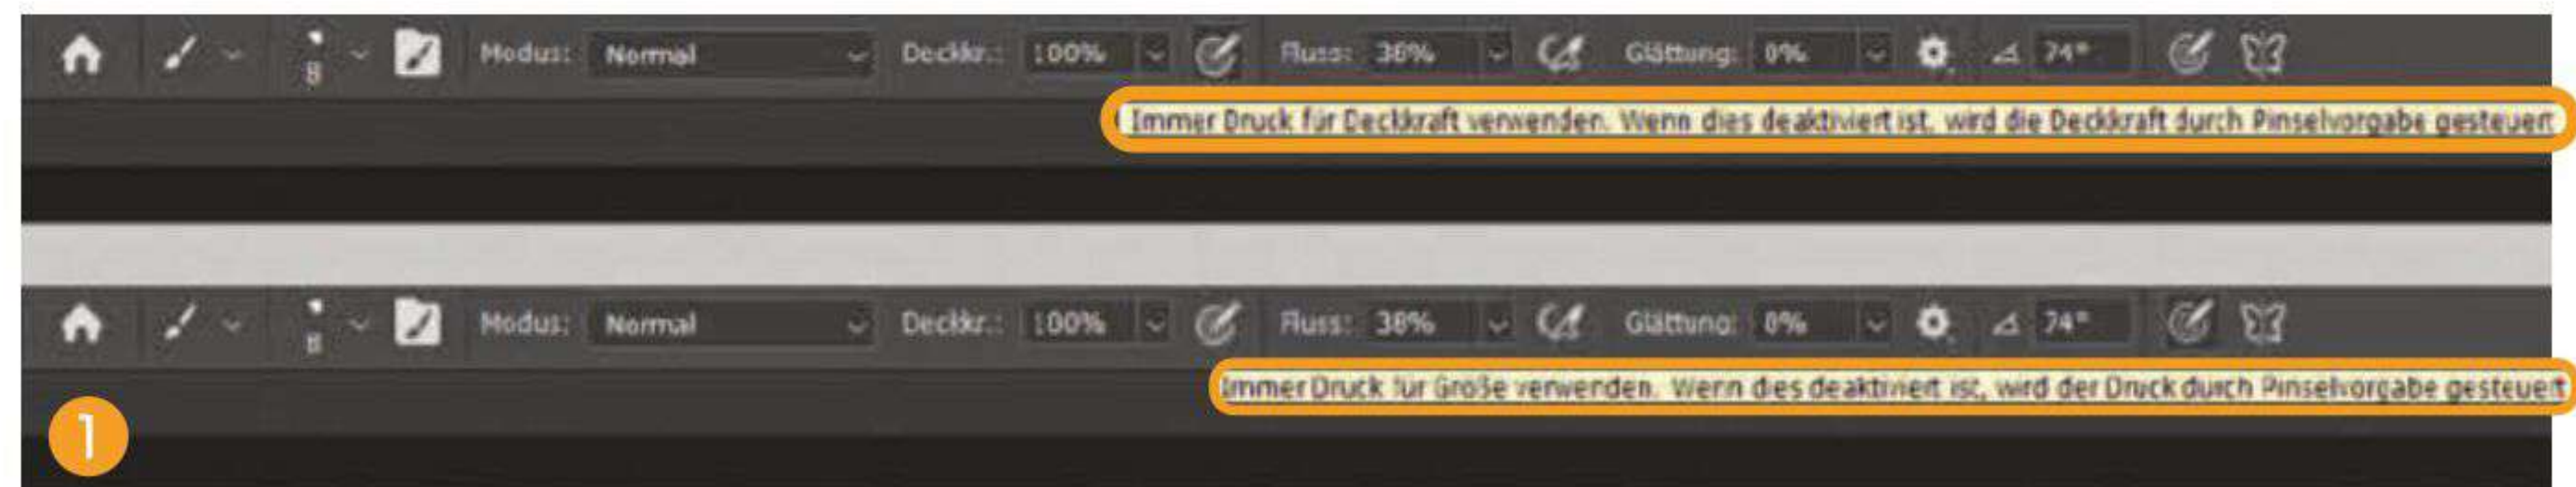 8 Modus: Normal Deckkr.: 100% Fluss: 38% Glättung: 0% 74°
Immer Druck für Deckkraft verwenden. Wenn dies deaktiviert ist, wird die Deckkraft durch Pinselvorgabe gesteuert
8 Modus: Normal Deckkr.: 100% Fluss: 38% Glättung: 0% 74°
Immer Druck für Größe verwenden. Wenn dies deaktiviert ist, wird der Druck durch Pinselvorgabe gesteuert
1